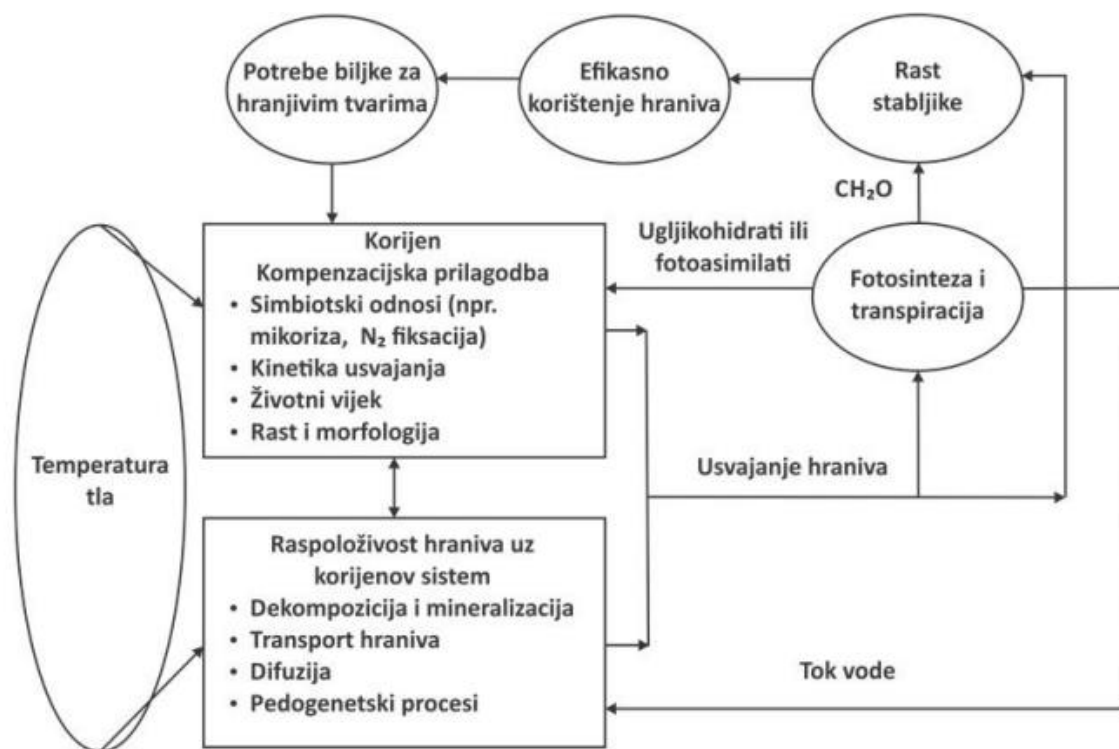 Potrebe biljke za
hranjivim tvarima
Efikasno
korištenje hraniva
Rast
stabljike
CH₂O
Korijen
Kompenzacijska prilagodba
• Simbiotski odnosi (npr.
mikoriza, N₂ fiksacija)
• Kinetika usvajanja
• Životni vijek
• Rast i morfologija
Ugljikohidrati ili
fotoasimilati
Fotosinteza i
transpiracija
Temperatura
tla
Usvajanje hraniva
Raspoloživost hraniva uz
korijenov sistem
• Dekompozicija i mineralizacija
• Transport hraniva
• Difuzija
• Pedogenetski procesi
Tok vode